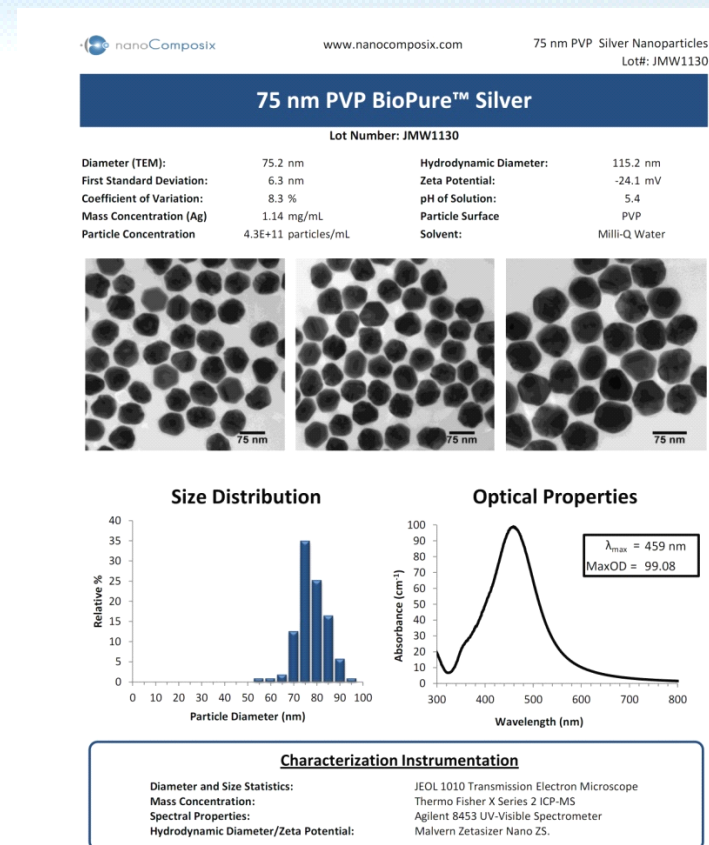 nanoComposix
www.nanocomposix.com
75 nm PVP Silver Nanoparticles
Lot#: JMW1130
75 nm PVP BioPure™ Silver
Lot Number: JMW1130
Diameter (TEM): 75.2 nm
First Standard Deviation: 6.3 nm
Coefficient of Variation: 8.3 %
Mass Concentration (Ag) 1.14 mg/mL
Particle Concentration 4.3E+11 particles/mL
Hydrodynamic Diameter: 115.2 nm
Zeta Potential: -24.1 mV
pH of Solution: 5.4
Particle Surface PVP
Solvent: Milli-Q Water
75 nm
75 nm
75 nm
Size Distribution
Relative %
40
35
30
25
20
15
10
5
0
0 10 20 30 40 50 60 70 80 90 100
Particle Diameter (nm)
Optical Properties
Absorbance (cm⁻¹)
100
90
80
70
60
50
40
30
20
10
0
λmax = 459 nm
MaxOD = 99.08
300 400 500 600 700 800
Wavelength (nm)
Characterization Instrumentation
Diameter and Size Statistics: JEOL 1010 Transmission Electron Microscope
Mass Concentration: Thermo Fisher X Series 2 ICP-MS
Spectral Properties: Agilent 8453 UV-Visible Spectrometer
Hydrodynamic Diameter/Zeta Potential: Malvern Zetasizer Nano ZS.